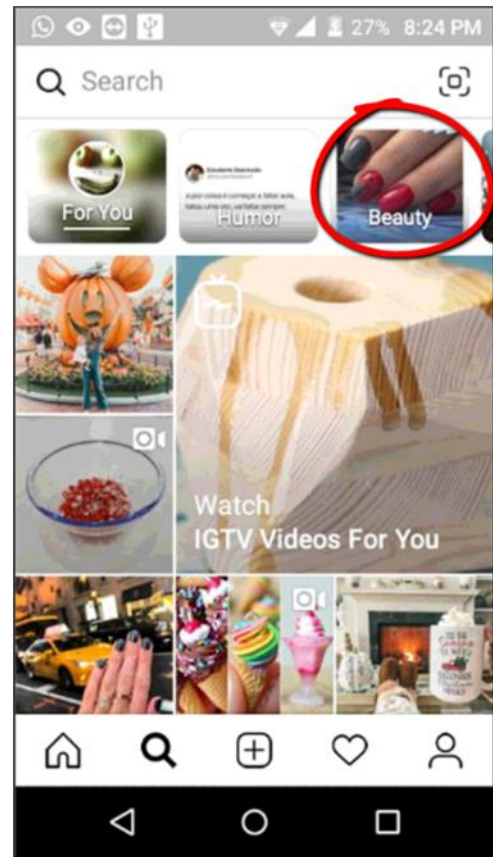 27% 8:24 PM
Search
For You
Humor
Beauty
Watch
IGTV Videos For You